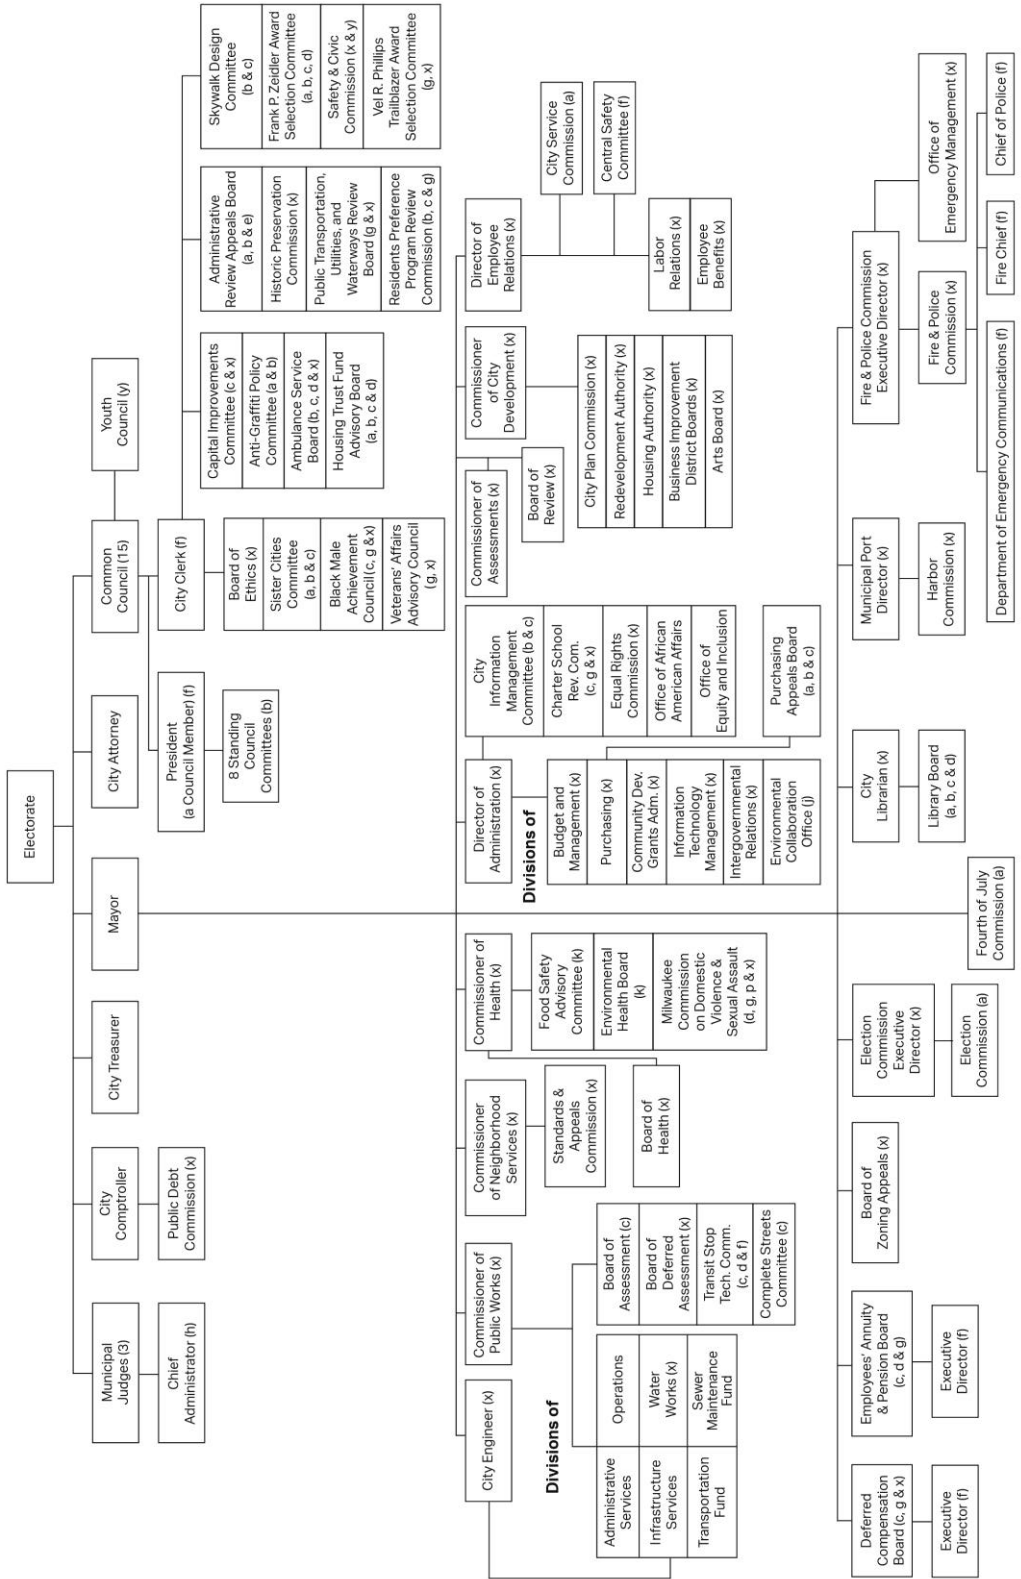 Electorate
Municipal
Judges (3)
Chief
Administrator (h)
City
Comptroller
Public Debt
Commission (x)
City Treasurer
Mayor
City Attorney
Common
Council (15)
Youth
Council (y)
President
(a Council Member) (f)
8 Standing
Council
Committees (b)
City Clerk (f)
Board of
Ethics (x)
Sister Cities
Committee
(a, b & c)
Black Male
Achievement
Council(c, g & x)
Veterans' Affairs
Advisory Council
(g, x)
Capital Improvements
Committee (c & x)
Anti-Graffiti Policy
Committee (a & b)
Ambulance Service
Board (b, c, d & x)
Housing Trust Fund
Advisory Board
(a, b, c & d)
Administrative
Review Appeals Board
(a, b & e)
Historic Preservation
Commission (x)
Public Transportation,
Utilities, and
Waterways Review
Board (g & x)
Residents Preference
Program Review
Commission (b, c & g)
Skywalk Design
Committee
(b & c)
Frank P. Zeidler Award
Selection Committee
(a, b, c, d)
Safety & Civic
Commission (x & y)
Vel R. Phillips
Trailblazer Award
Selection Committee
(g, x)
City Engineer (x)
Commissioner of
Public Works (x)
Divisions of
Administrative
Services
Infrastructure
Services
Transportation
Fund
Operations
Water
Works (x)
Sewer
Maintenance
Fund
Board of
Assessment (c)
Board of
Deferred
Assessment (x)
Transit Stop
Tech. Comm.
(c, d & f)
Complete Streets
Committee (c)
Commissioner
of Neighborhood
Services (x)
Standards &
Appeals
Commission (x)
Board of
Health (x)
Commissioner of
Health (x)
Food Safety
Advisory
Committee (k)
Environmental
Health Board
(k)
Milwaukee
Commission
on Domestic
Violence &
Sexual Assault
(d, g, p & x)
Director of
Administration (x)
Divisions of
Budget and
Management (x)
Purchasing (x)
Community Dev.
Grants Adm. (x)
Information
Technology
Management (x)
Intergovernmental
Relations (x)
Environmental
Collaboration
Office (j)
City
Information
Management
Committee (b & c)
Charter School
Rev. Com.
(c, g & x)
Equal Rights
Commission (x)
Office of African
American Affairs
Office of
Equity and Inclusion
Purchasing
Appeals Board
(a, b & c)
Commissioner of
Assessments (x)
Board of
Review (x)
Commissioner
of City
Development (x)
City Plan Commission (x)
Redevelopment Authority (x)
Housing Authority (x)
Business Improvement
District Boards (x)
Arts Board (x)
Director of
Employee
Relations (x)
City Service
Commission (a)
Central Safety
Committee (f)
Labor
Relations (x)
Employee
Benefits (x)
Deferred
Compensation
Board (c, g & x)
Executive
Director (f)
Employees' Annuity
& Pension Board
(c, d & g)
Executive
Director (f)
Board of
Zoning Appeals (x)
Election
Commission
Executive
Director (x)
Election
Commission (a)
Fourth of July
Commission (a)
City
Librarian (x)
Library Board
(a, b, c & d)
Municipal Port
Director (x)
Harbor
Commission (x)
Fire & Police Commission
Executive Director (x)
Fire & Police
Commission (x)
Office of
Emergency Management (x)
Department of Emergency Communications (f)
Fire Chief (f)
Chief of Police (f)